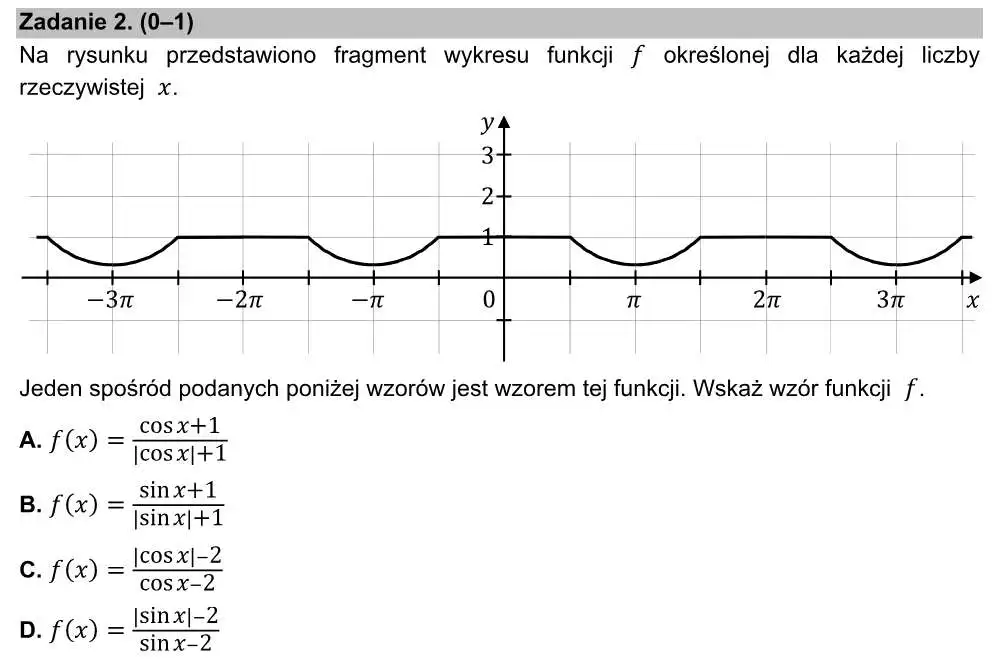 Zadanie 2. (0–1)
Na rysunku przedstawiono fragment wykresu funkcji f określonej dla każdej liczby
rzeczywistej x.
y
3
2
1
−3π −2π −π 0 π 2π 3π x
Jeden spośród podanych poniżej wzorów jest wzorem tej funkcji. Wskaż wzór funkcji f.
A. f(x) = (cos x+1)/(|cos x|+1)
B. f(x) = (sin x+1)/(|sin x|+1)
C. f(x) = (|cos x|−2)/(cos x−2)
D. f(x) = (|sin x|−2)/(sin x−2)